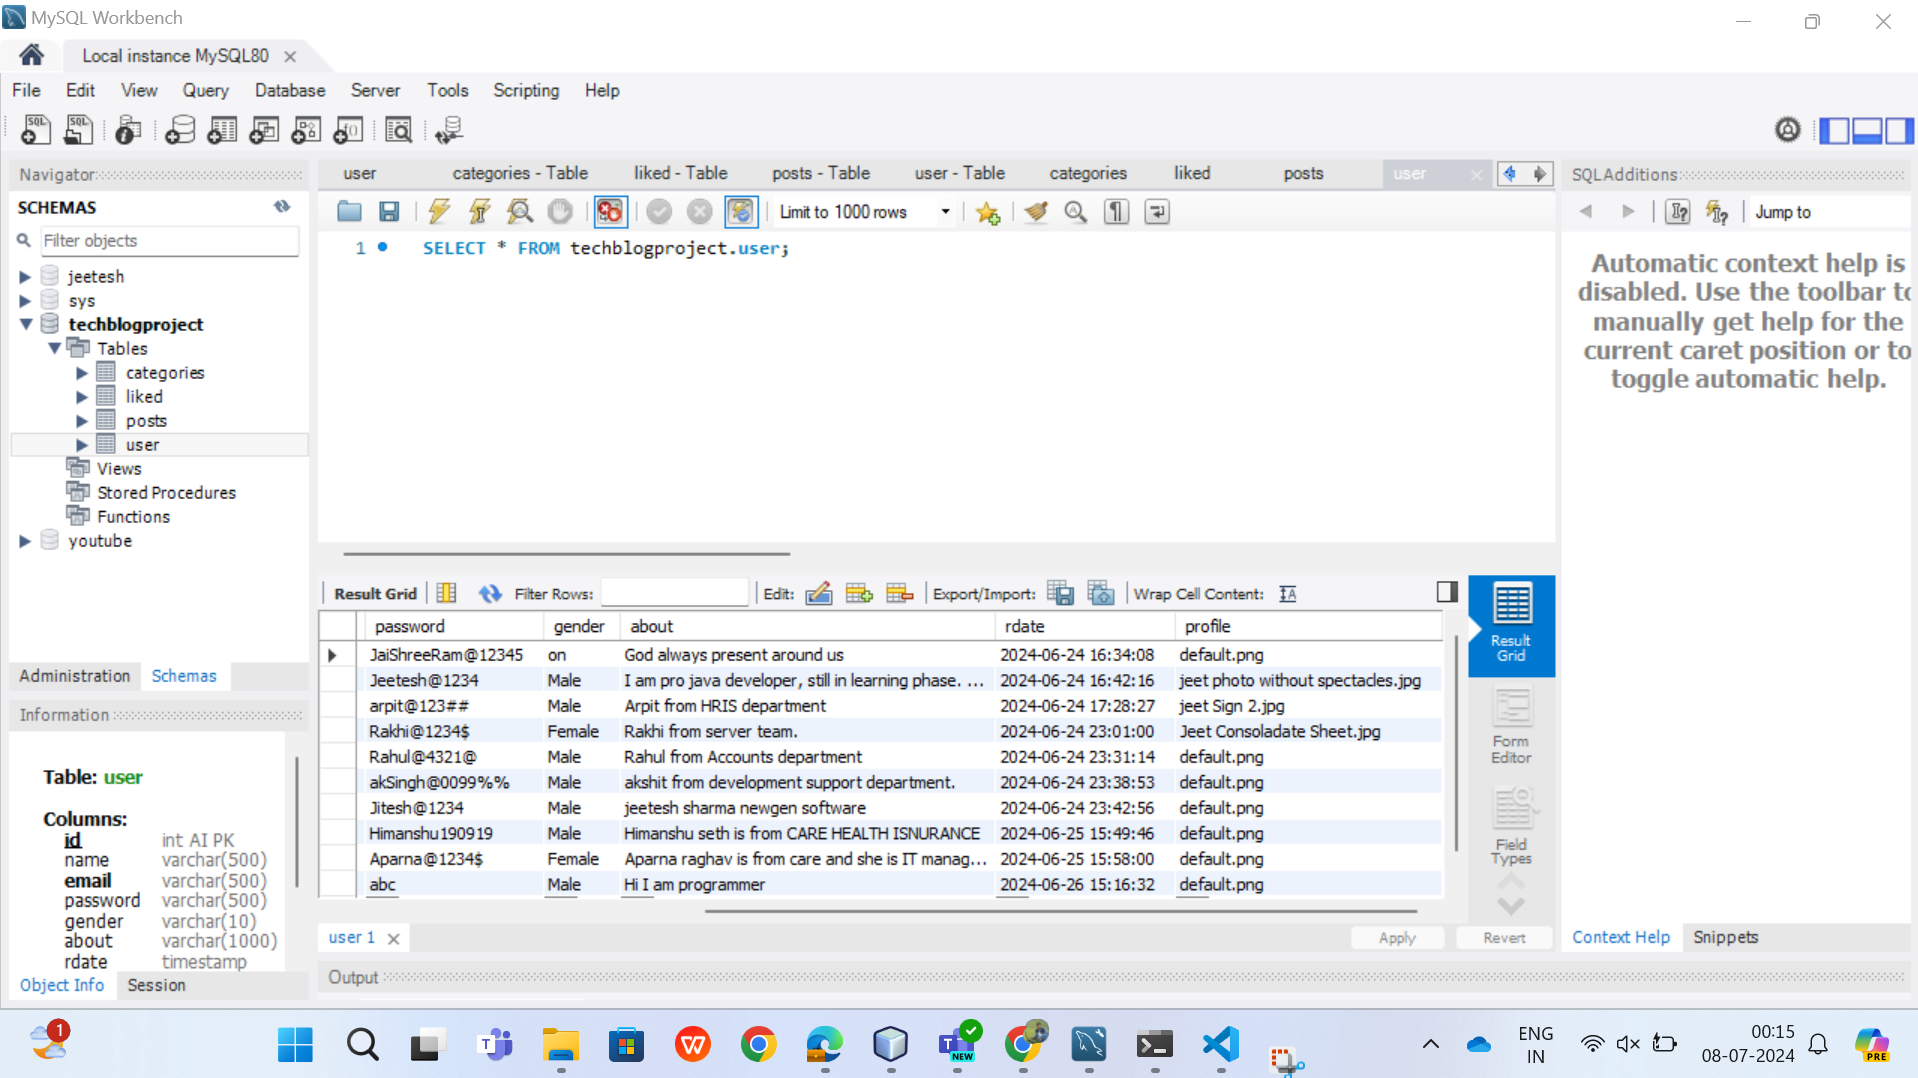 MySQL Workbench
Local instance MySQL80
File Edit View Query Database Server Tools Scripting Help
Navigator
SCHEMAS
Filter objects
jeetesh
sys
techblogproject
Tables
categories
liked
posts
user
Views
Stored Procedures
Functions
youtube
Administration Schemas
Information
Table: user
Columns:
id int AI PK
name varchar(500)
email varchar(500)
password varchar(500)
gender varchar(10)
about varchar(1000)
rdate timestamp
Object Info Session
user categories - Table liked - Table posts - Table user - Table categories liked posts user
Limit to 1000 rows
1 SELECT * FROM techblogproject.user;
Result Grid Filter Rows: Edit: Export/Import: Wrap Cell Content:
password gender about rdate profile
JaiShreeRam@12345 on God always present around us 2024-06-24 16:34:08 default.png
Jeetesh@1234 Male I am pro java developer, still in learning phase. ... 2024-06-24 16:42:16 jeet photo without spectacles.jpg
arpit@123## Male Arpit from HRIS department 2024-06-24 17:28:27 jeet Sign 2.jpg
Rakhi@1234$ Female Rakhi from server team. 2024-06-24 23:01:00 Jeet Consoladate Sheet.jpg
Rahul@4321@ Male Rahul from Accounts department 2024-06-24 23:31:14 default.png
akSingh@0099%% Male akshit from development support department. 2024-06-24 23:38:53 default.png
Jitesh@1234 Male jeetesh sharma newgen software 2024-06-24 23:42:56 default.png
Himanshu190919 Male Himanshu seth is from CARE HEALTH ISNURANCE 2024-06-25 15:49:46 default.png
Aparna@1234$ Female Aparna raghav is from care and she is IT manag... 2024-06-25 15:58:00 default.png
abc Male Hi I am programmer 2024-06-26 15:16:32 default.png
Result
Grid
Form
Editor
Field
Types
user 1
Apply Revert
Output
SQLAdditions
Jump to
Automatic context help is
disabled. Use the toolbar to
manually get help for the
current caret position or to
toggle automatic help.
Context Help Snippets
1
NEW
ENG
IN
00:15
08-07-2024
PRE